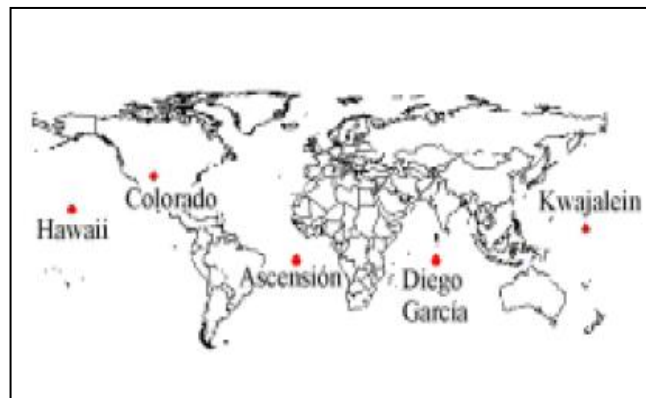 Colorado
Hawaii
Kwajalein
Ascensión
Diego
García